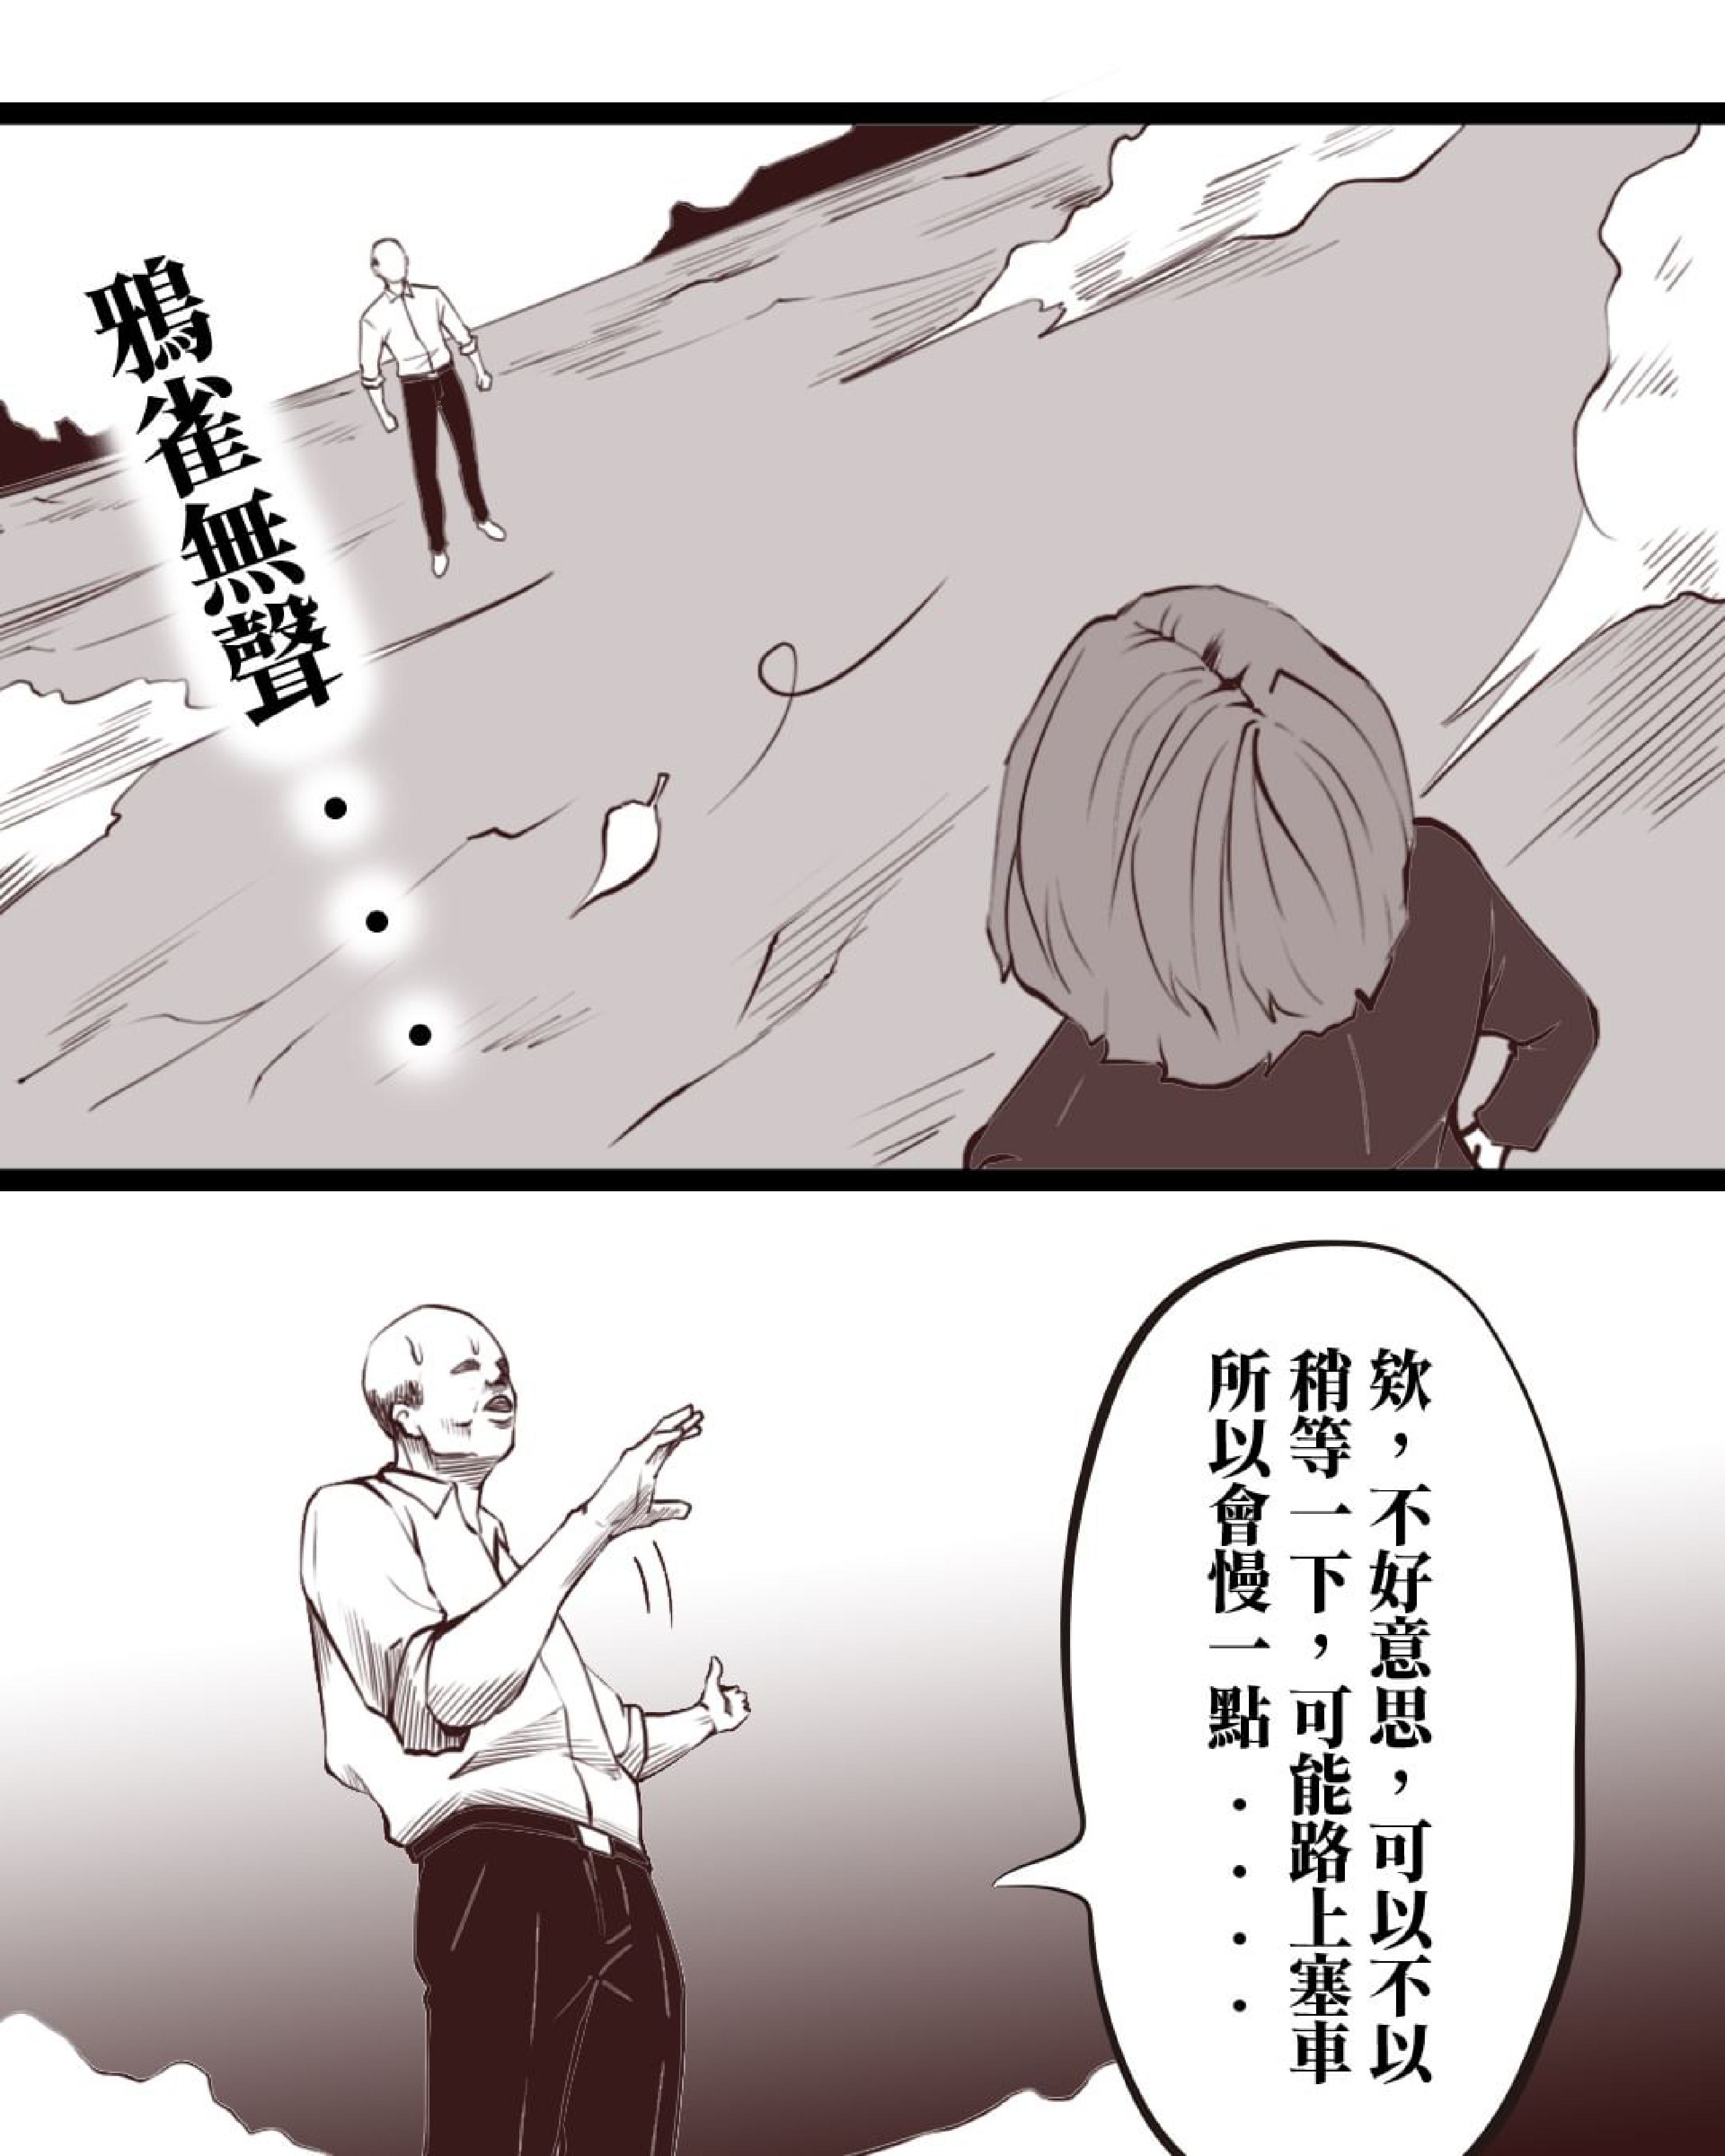 鴉雀無聲・・・
欸，不好意思，可以不以
稍等一下，可能路上塞車
所以會慢一點．．．．